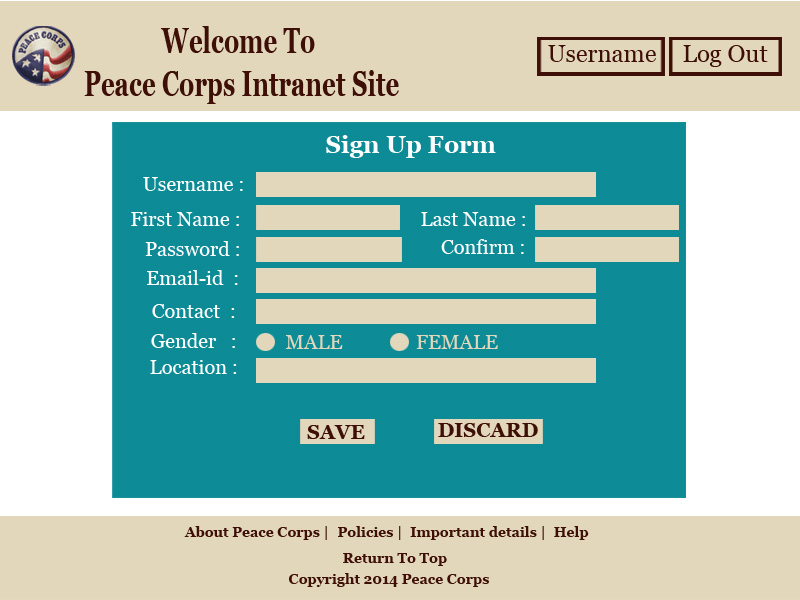 PEACE CORPS
Welcome To
Peace Corps Intranet Site
Username
Log Out
Sign Up Form
Username :
First Name :
Last Name :
Password :
Confirm :
Email-id :
Contact :
Gender : MALE FEMALE
Location :
SAVE
DISCARD
About Peace Corps | Policies | Important details | Help
Return To Top
Copyright 2014 Peace Corps